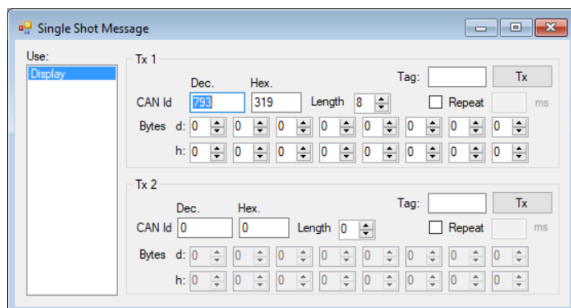 Single Shot Message
Use:
Display
Tx 1
Dec. Hex. Tag: Tx
CAN Id 793 319 Length 8 Repeat ms
Bytes d: 0 0 0 0 0 0 0 0
h: 0 0 0 0 0 0 0 0
Tx 2
Dec. Hex. Tag: Tx
CAN Id 0 0 Length 0 Repeat ms
Bytes d: 0 0 0 0 0 0 0 0
h: 0 0 0 0 0 0 0 0